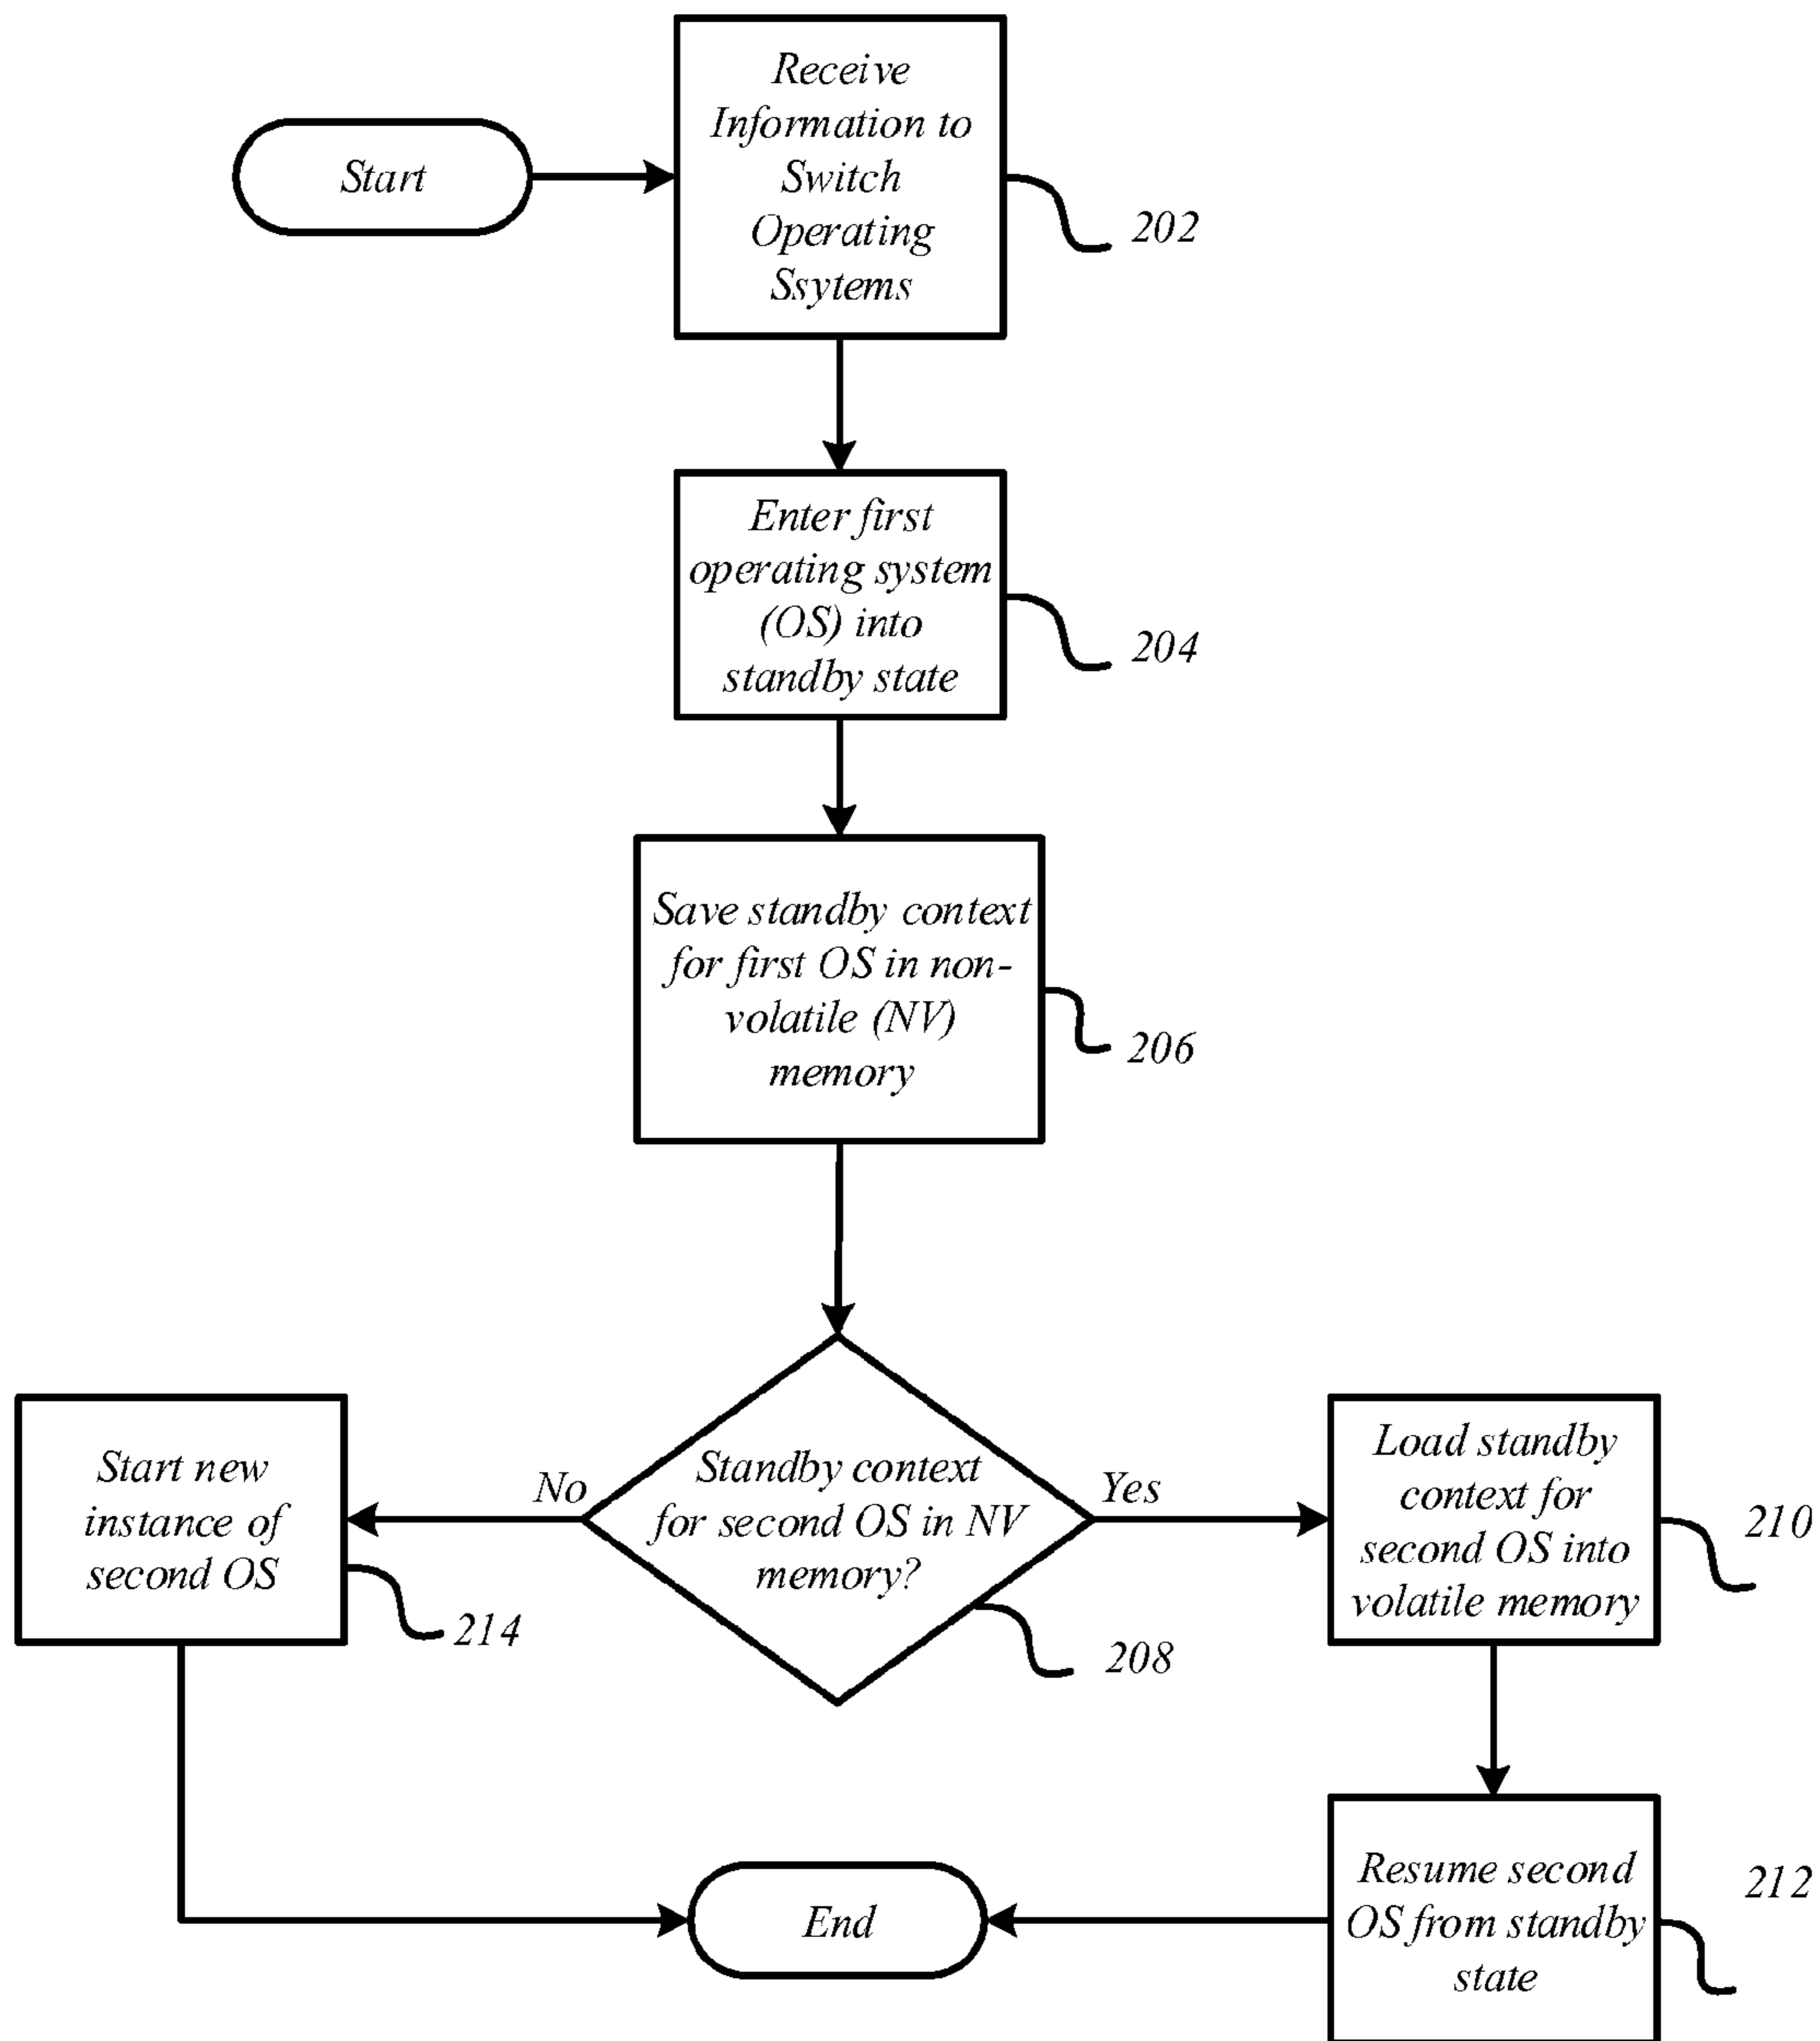 Start
Receive
Information to
Switch
Operating
Ssytems
202
Enter first
operating system
(OS) into
standby state
204
Save standby context
for first OS in non-
volatile (NV)
memory
206
Standby context
for second OS in NV
memory?
208
No
Yes
Start new
instance of
second OS
214
Load standby
context for
second OS into
volatile memory
210
Resume second
OS from standby
state
212
End